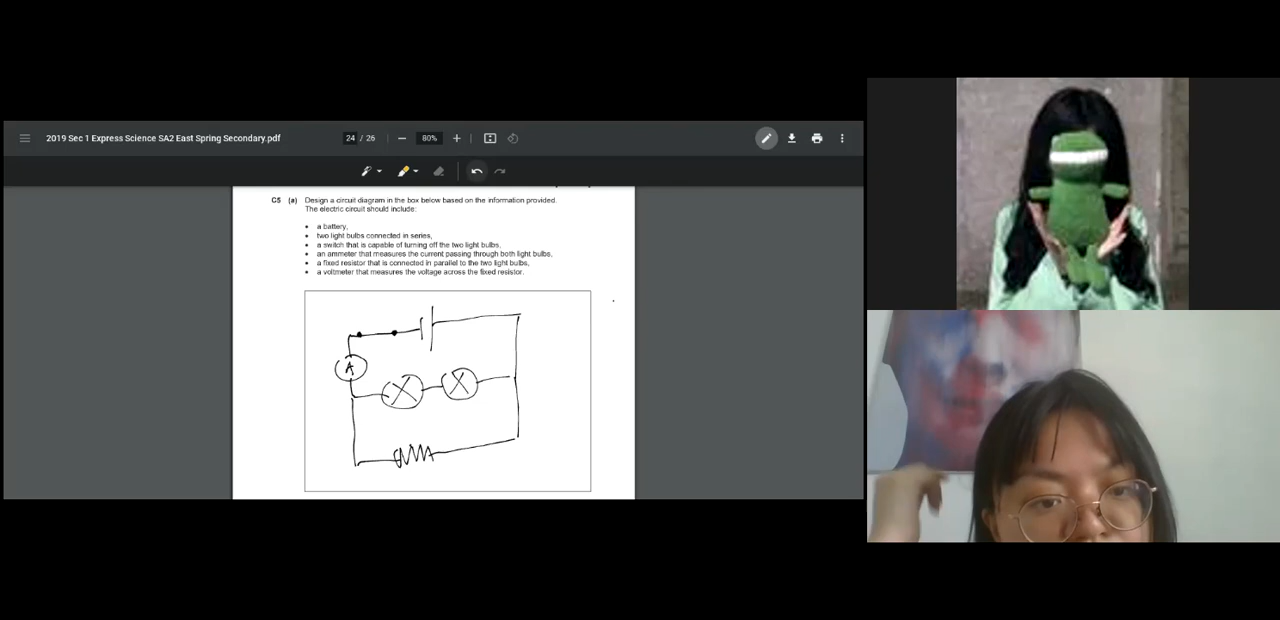 2019 Sec 1 Express Science SA2 East Spring Secondary.pdf
24 / 26
80%
C5 (a) Design a circuit diagram in the box below based on the information provided.
The electric circuit should include:
• a battery,
• two light bulbs connected in series,
• a switch that is capable of turning off the two light bulbs.
• an ammeter that measures the current passing through both light bulbs,
• a fixed resistor that is connected in parallel to the two light bulbs,
• a voltmeter that measures the voltage across the fixed resistor.
A